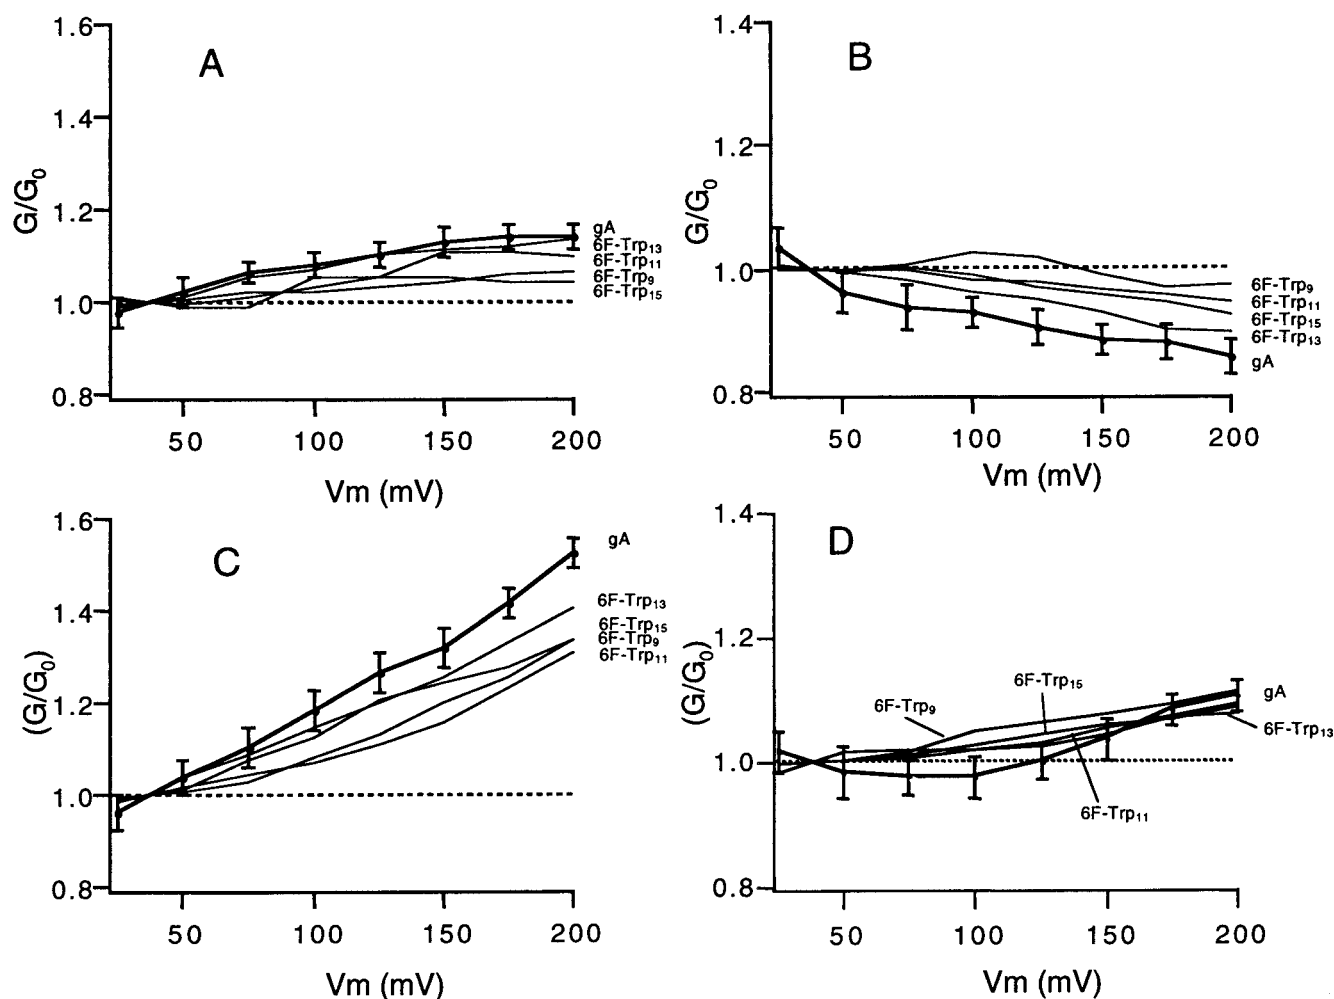 A
G/G₀
1.6
1.4
1.2
1.0
0.8
gA
6F-Trp₁₃
6F-Trp₁₁
6F-Trp₉
6F-Trp₁₅
50 100 150 200
Vm (mV)
B
G/G₀
1.4
1.2
1.0
0.8
6F-Trp₉
6F-Trp₁₁
6F-Trp₁₅
6F-Trp₁₃
gA
50 100 150 200
Vm (mV)
C
(G/G₀)
1.6
1.4
1.2
1.0
0.8
gA
6F-Trp₁₃
6F-Trp₁₅
6F-Trp₉
6F-Trp₁₁
50 100 150 200
Vm (mV)
D
(G/G₀)
1.4
1.2
1.0
0.8
6F-Trp₁₅
6F-Trp₉
gA
6F-Trp₁₃
6F-Trp₁₁
50 100 150 200
Vm (mV)